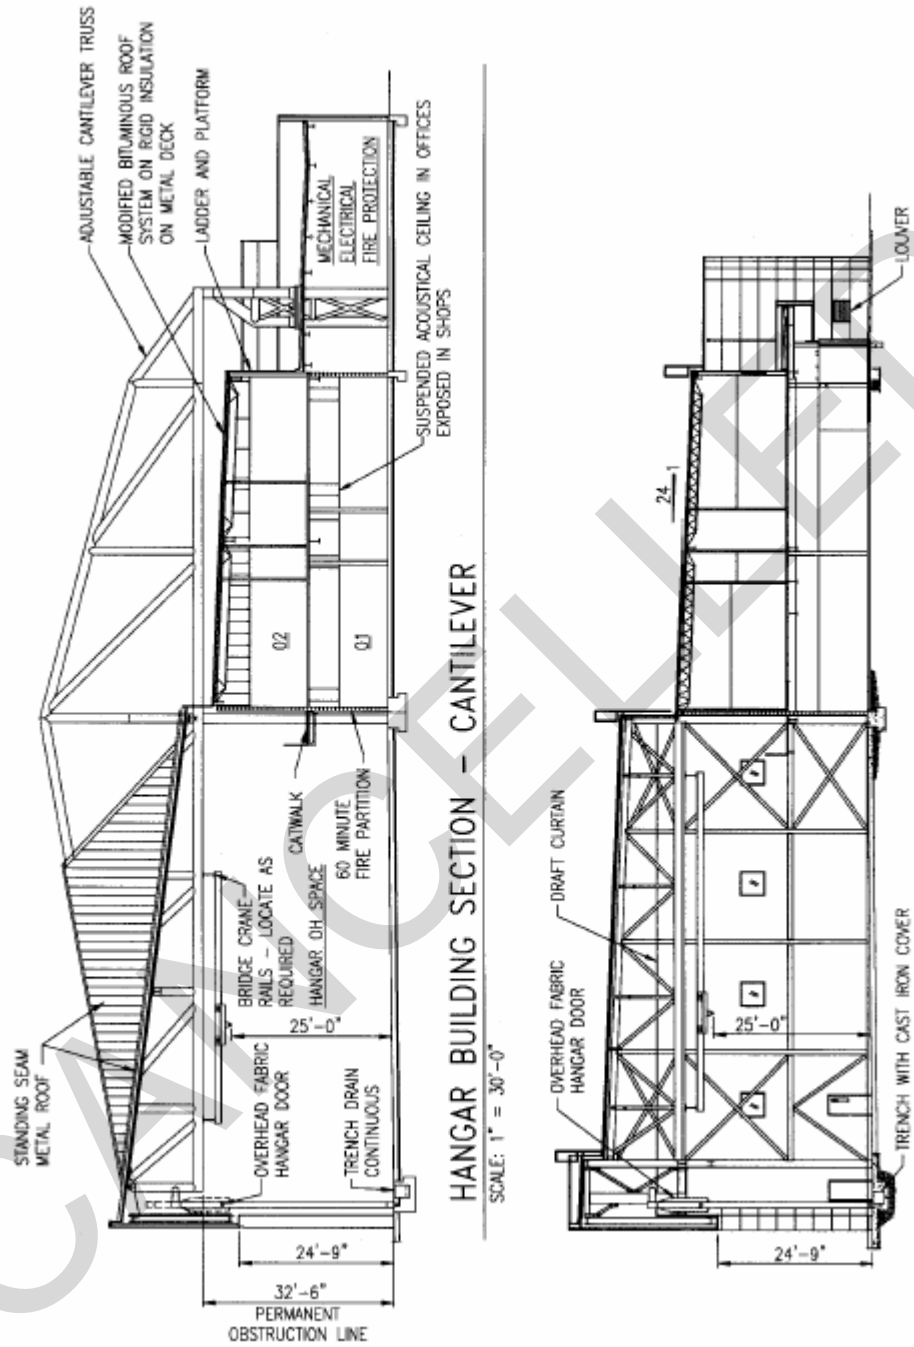 ADJUSTABLE CANTILEVER TRUSS
MODIFIED BITUMINOUS ROOF
SYSTEM ON RIGID INSULATION
ON METAL DECK
LADDER AND PLATFORM
STANDING SEAM
METAL ROOF
MECHANICAL
ELECTRICAL
FIRE PROTECTION
02
01
BRIDGE CRANE
RAILS - LOCATE AS
REQUIRED
HANGAR OH SPACE
CATWALK
60 MINUTE
FIRE PARTITION
SUSPENDED ACOUSTICAL CEILING IN OFFICES
EXPOSED IN SHOPS
25'-0"
OVERHEAD FABRIC
HANGAR DOOR
TRENCH DRAIN
CONTINUOUS
24'-9"
32'-6"
PERMANENT
OBSTRUCTION LINE
HANGAR BUILDING SECTION - CANTILEVER
SCALE: 1" = 30'-0"
OVERHEAD FABRIC
HANGAR DOOR
DRAFT CURTAIN
24
1
25'-0"
24'-9"
TRENCH WITH CAST IRON COVER
LOUVER
CANCELLED